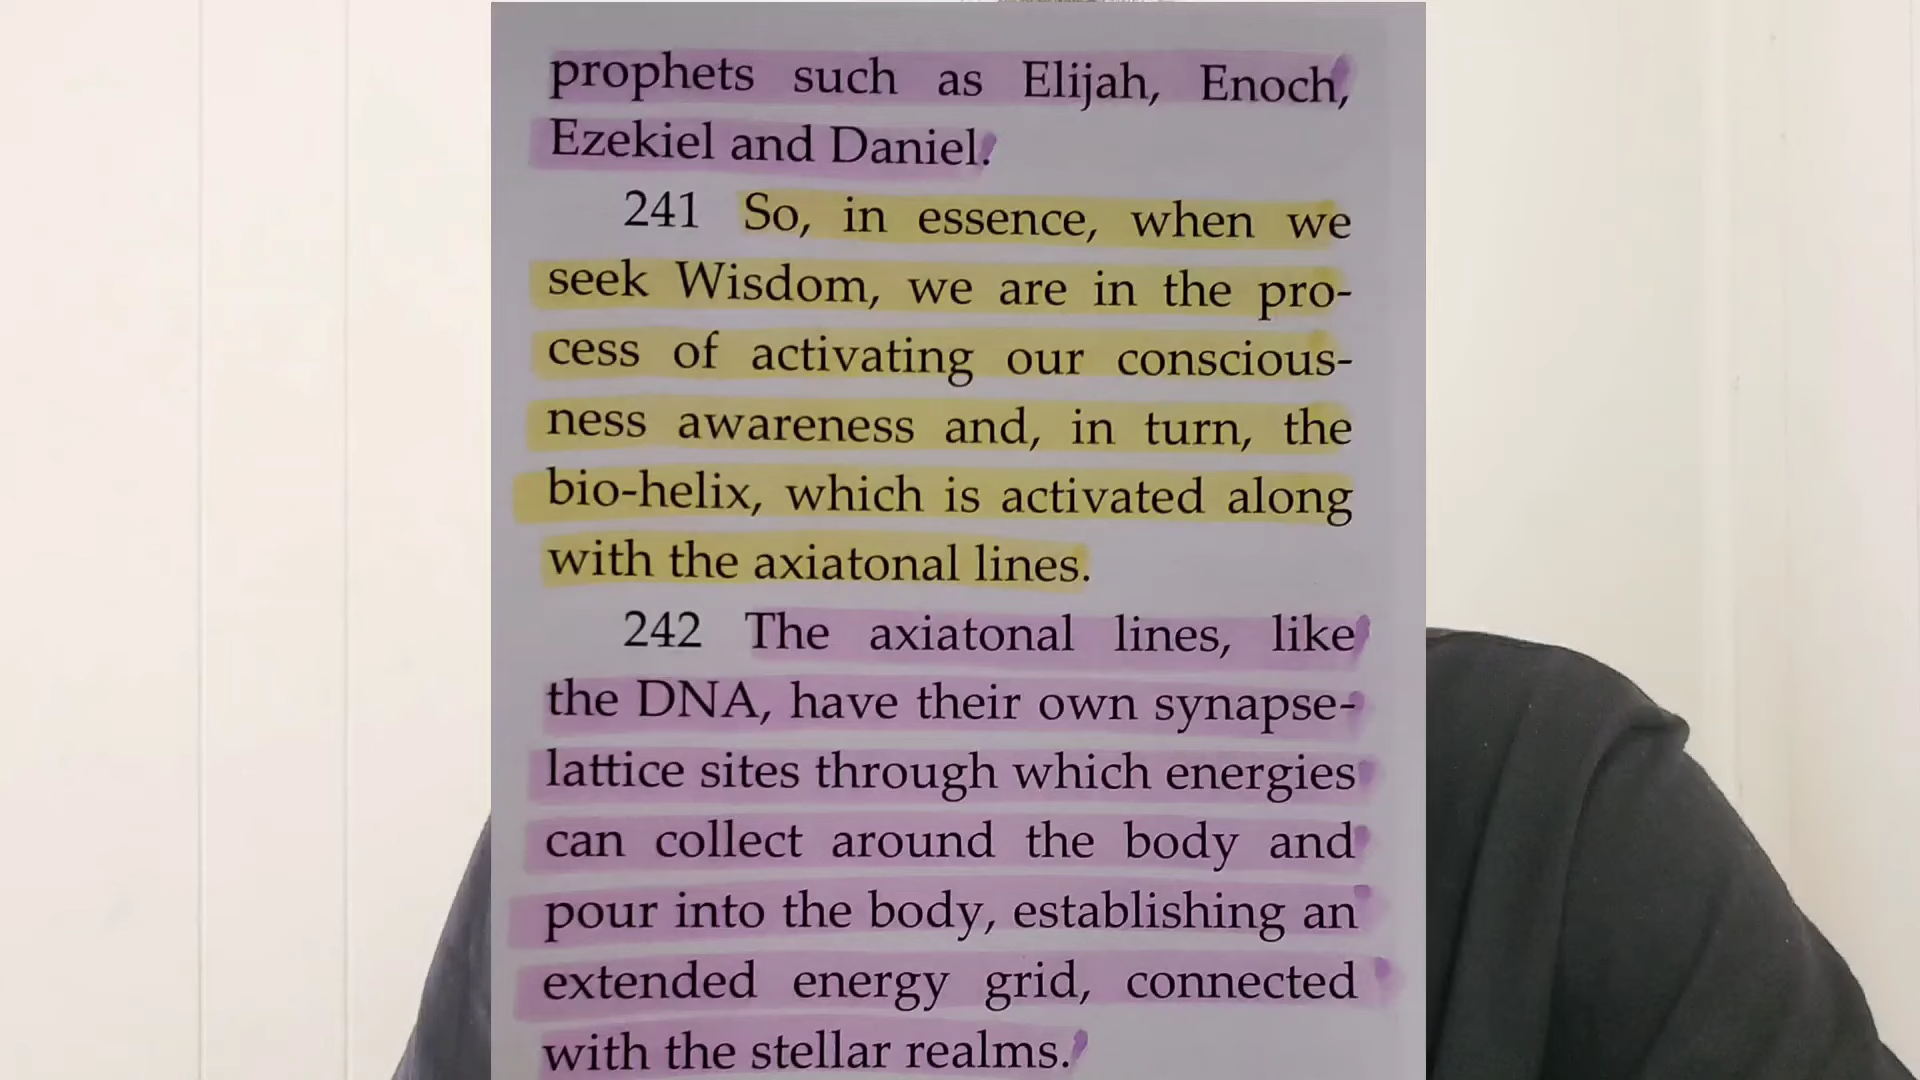 prophets such as Elijah, Enoch,
Ezekiel and Daniel.
241 So, in essence, when we
seek Wisdom, we are in the pro-
cess of activating our conscious-
ness awareness and, in turn, the
bio-helix, which is activated along
with the axiatonal lines.
242 The axiatonal lines, like
the DNA, have their own synapse-
lattice sites through which energies
can collect around the body and
pour into the body, establishing an
extended energy grid, connected
with the stellar realms.